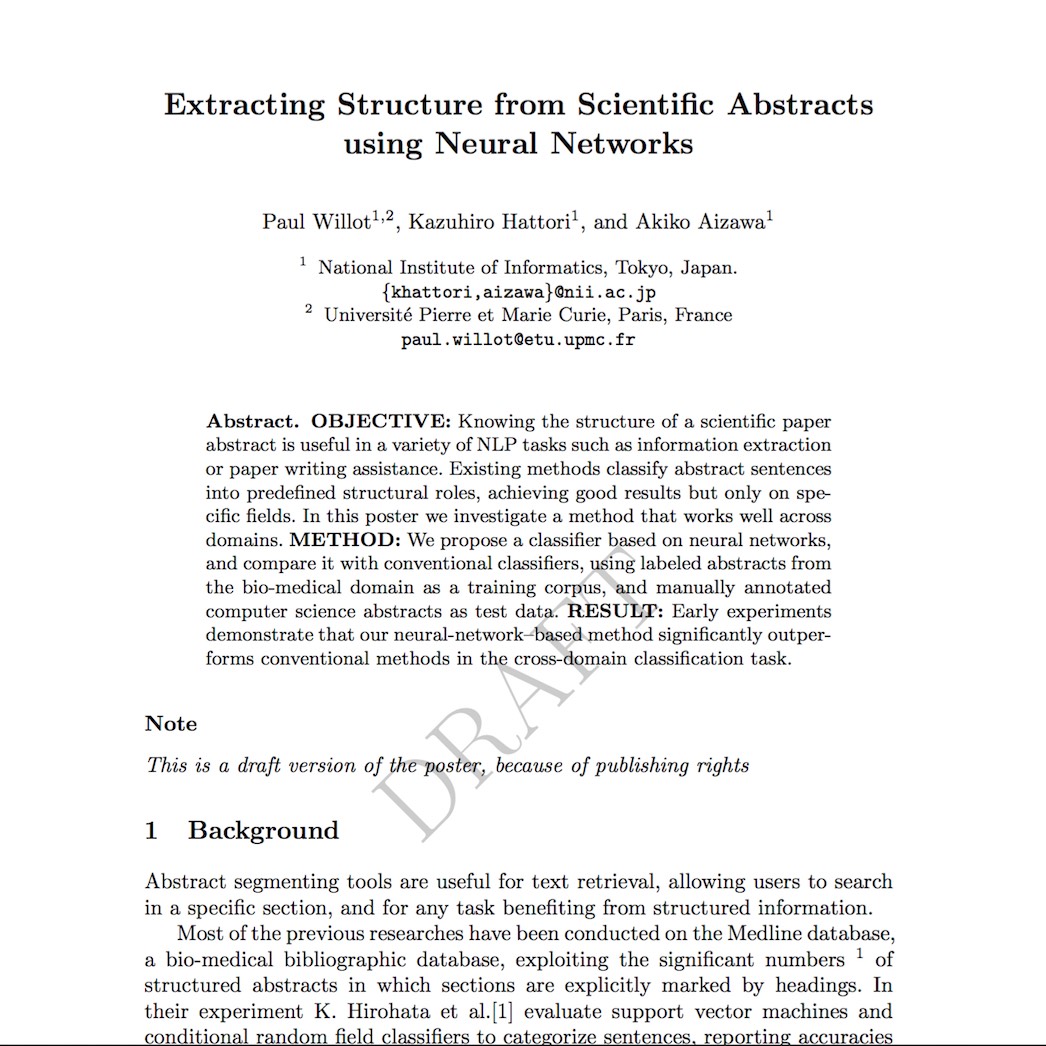 Extracting Structure from Scientific Abstracts
using Neural Networks
Paul Willot1,2, Kazuhiro Hattori1, and Akiko Aizawa1
1 National Institute of Informatics, Tokyo, Japan.
{khattori,aizawa}@nii.ac.jp
2 Université Pierre et Marie Curie, Paris, France
paul.willot@etu.upmc.fr
Abstract. OBJECTIVE: Knowing the structure of a scientific paper
abstract is useful in a variety of NLP tasks such as information extraction
or paper writing assistance. Existing methods classify abstract sentences
into predefined structural roles, achieving good results but only on spe-
cific fields. In this poster we investigate a method that works well across
domains. METHOD: We propose a classifier based on neural networks,
and compare it with conventional classifiers, using labeled abstracts from
the bio-medical domain as a training corpus, and manually annotated
computer science abstracts as test data. RESULT: Early experiments
demonstrate that our neural-network–based method significantly outper-
forms conventional methods in the cross-domain classification task.
DRAFT
Note
This is a draft version of the poster, because of publishing rights
1 Background
Abstract segmenting tools are useful for text retrieval, allowing users to search
in a specific section, and for any task benefiting from structured information.
Most of the previous researches have been conducted on the Medline database,
a bio-medical bibliographic database, exploiting the significant numbers 1 of
structured abstracts in which sections are explicitly marked by headings. In
their experiment K. Hirohata et al.[1] evaluate support vector machines and
conditional random field classifiers to categorize sentences, reporting accuracies